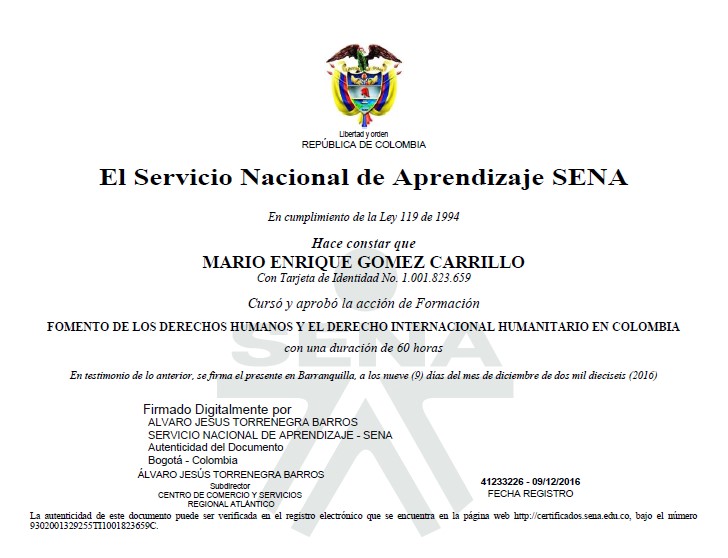 Libertad y orden
REPÚBLICA DE COLOMBIA
El Servicio Nacional de Aprendizaje SENA
En cumplimiento de la Ley 119 de 1994
Hace constar que
MARIO ENRIQUE GOMEZ CARRILLO
Con Tarjeta de Identidad No. 1.001.823.659
Cursó y aprobó la acción de Formación
FOMENTO DE LOS DERECHOS HUMANOS Y EL DERECHO INTERNACIONAL HUMANITARIO EN COLOMBIA
SENA
con una duración de 60 horas
En testimonio de lo anterior, se firma el presente en Barranquilla, a los nueve (9) días del mes de diciembre de dos mil dieciseis (2016)
Firmado Digitalmente por
ALVARO JESUS TORRENEGRA BARROS
SERVICIO NACIONAL DE APRENDIZAJE - SENA
Autenticidad del Documento
Bogotá - Colombia
ÁLVARO JESÚS TORRENEGRA BARROS
Subdirector
CENTRO DE COMERCIO Y SERVICIOS
REGIONAL ATLÁNTICO
41233226 - 09/12/2016
FECHA REGISTRO
La autenticidad de este documento puede ser verificada en el registro electrónico que se encuentra en la página web http://certificados.sena.edu.co, bajo el número
9302001329255TI1001823659C.